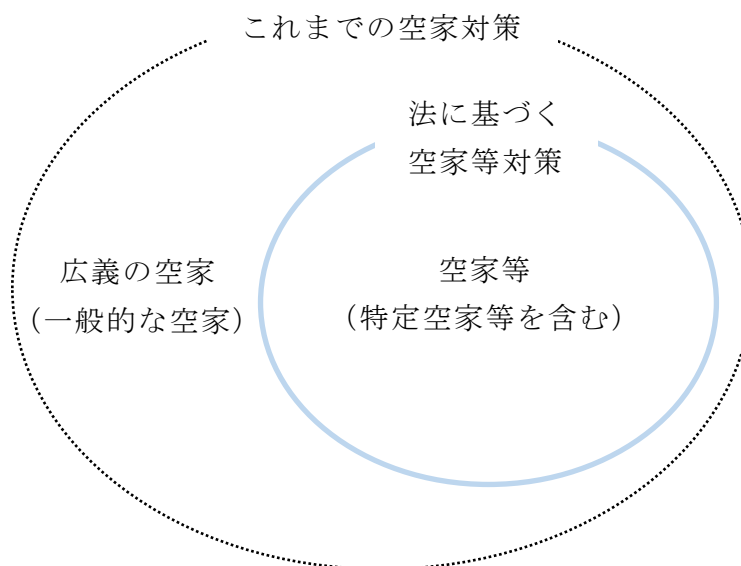 これまでの空家対策
法に基づく
空家等対策
広義の空家
（一般的な空家）
空家等
（特定空家等を含む）